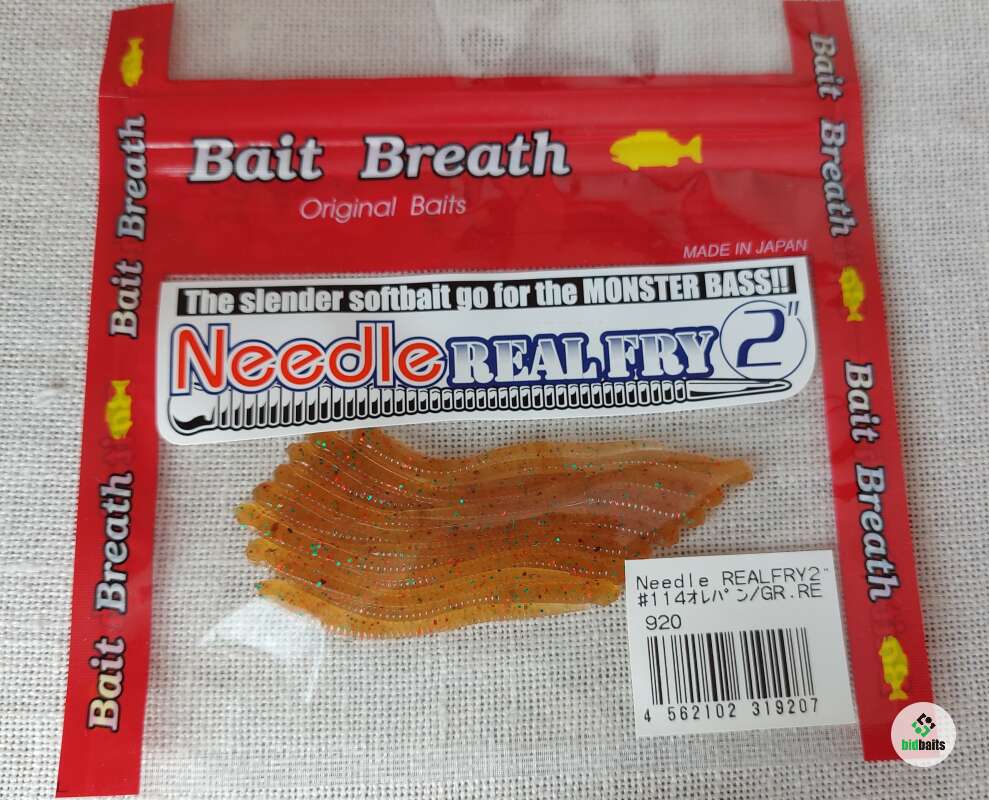 Bait Breath
Original Baits
MADE IN JAPAN
The slender softbait go for the MONSTER BASS!!
Needle REAL FRY 2"
Bait Breath
Bait Breath
Bait Breath
Bait Breath
Needle REALFRY2"
#114ｵﾚﾊﾟﾝ/GR.RE
920
4 562102 319207
bidbaits